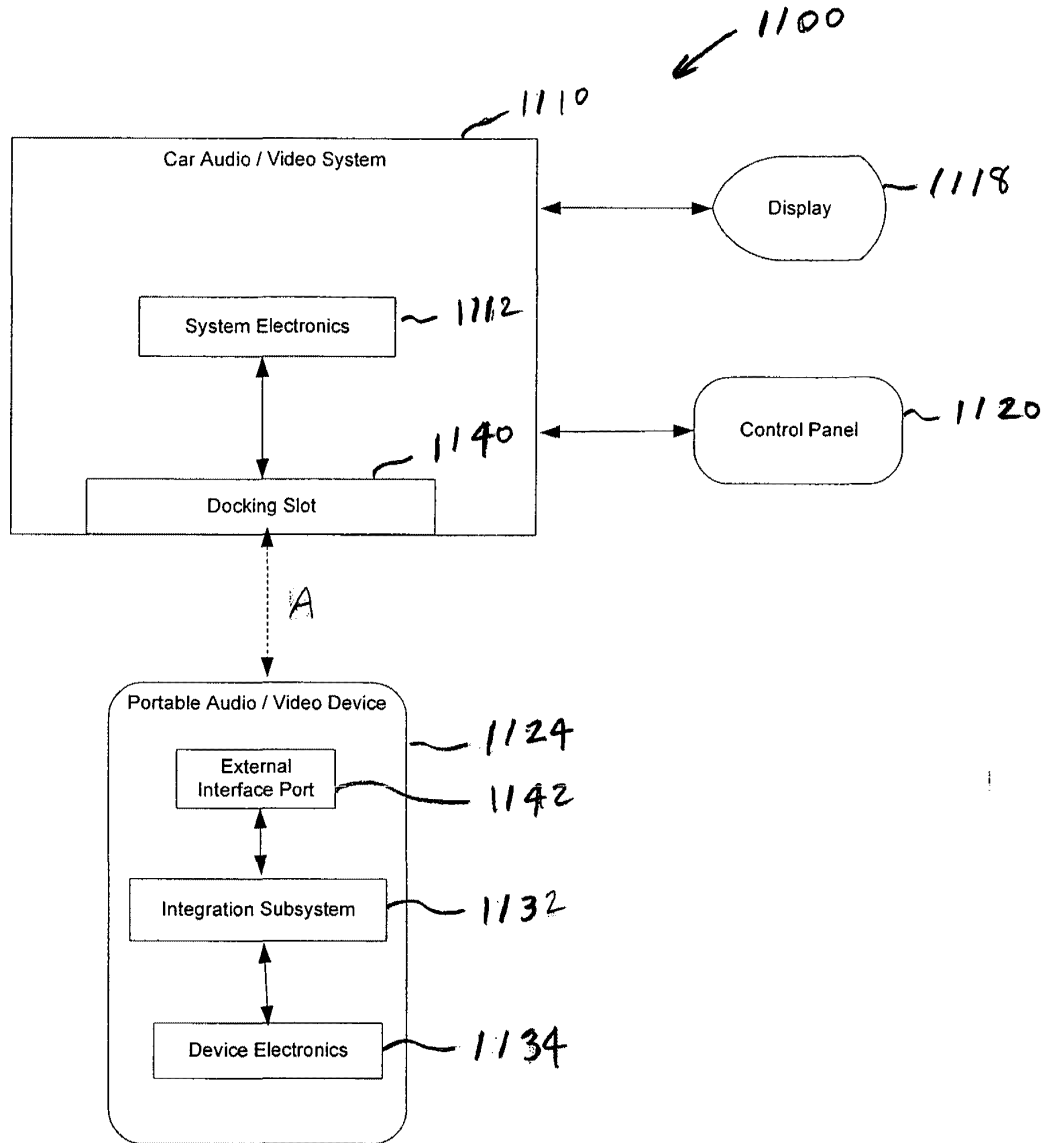 1100
1110
Car Audio / Video System
Display
1118
System Electronics
1112
Control Panel
1120
1140
Docking Slot
A
Portable Audio / Video Device
1124
External
Interface Port
1142
Integration Subsystem
1132
Device Electronics
1134